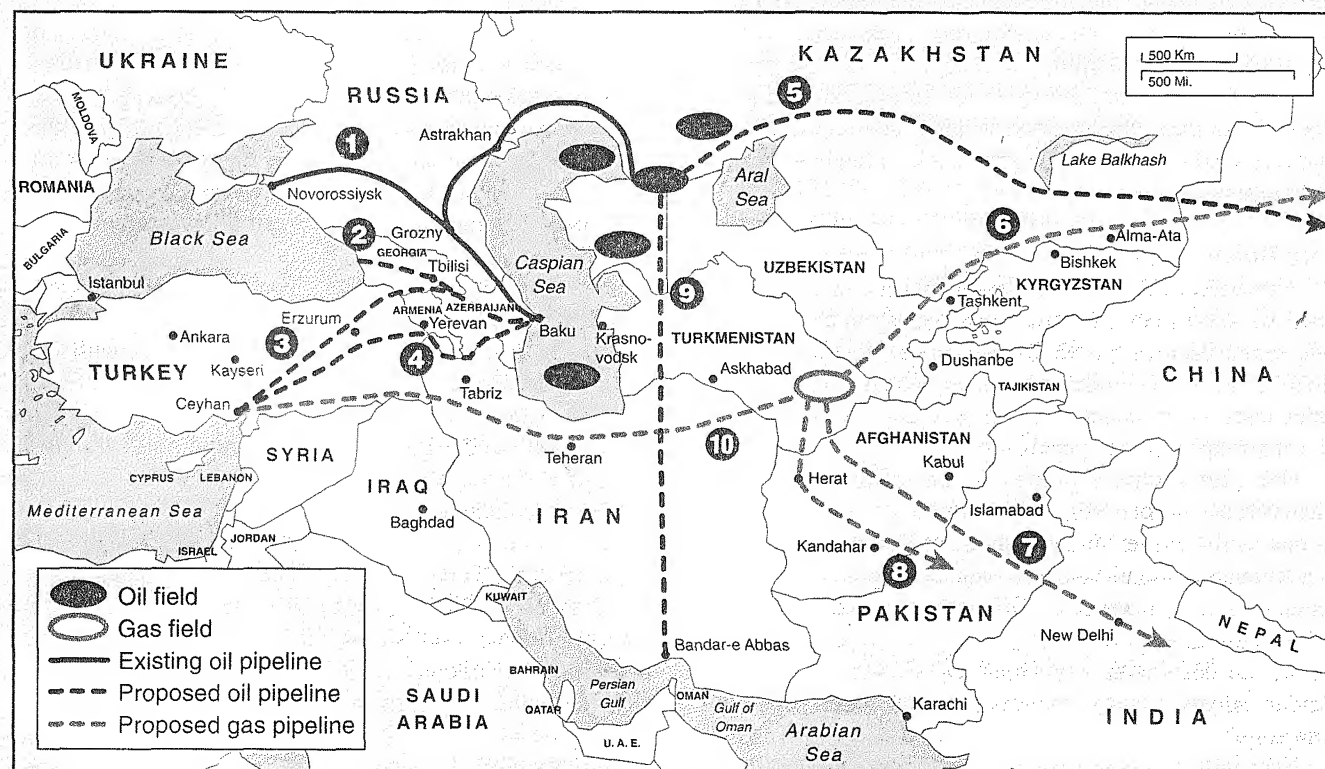 UKRAINE
MOLDOVA
ROMANIA
BULGARIA
Black Sea
Istanbul
RUSSIA
1
Astrakhan
Novorossiysk
2
Grozny
GEORGIA
Tbilisi
ARMENIA
AZERBAIJAN
Yerevan
Baku
Erzurum
Ankara
3
Kayseri
TURKEY
Ceyhan
4
Tabriz
Caspian
Sea
Krasno-
vodsk
KAZAKHSTAN
500 Km
500 Mi.
5
Aral
Sea
Lake Balkhash
6
Alma-Ata
Bishkek
KYRGYZSTAN
UZBEKISTAN
Tashkent
9
TURKMENISTAN
Askhabad
Dushanbe
TAJIKISTAN
CHINA
10
Teheran
AFGHANISTAN
Kabul
Herat
Islamabad
Kandahar
8
7
PAKISTAN
New Delhi
NEPAL
INDIA
Karachi
SYRIA
CYPRUS
LEBANON
Mediterranean Sea
ISRAEL
JORDAN
IRAQ
Baghdad
IRAN
KUWAIT
Bandar-e Abbas
BAHRAIN
Persian
Gulf
QATAR
OMAN
Gulf of
Oman
U.A.E.
Arabian
Sea
SAUDI
ARABIA
Oil field
Gas field
Existing oil pipeline
Proposed oil pipeline
Proposed gas pipeline